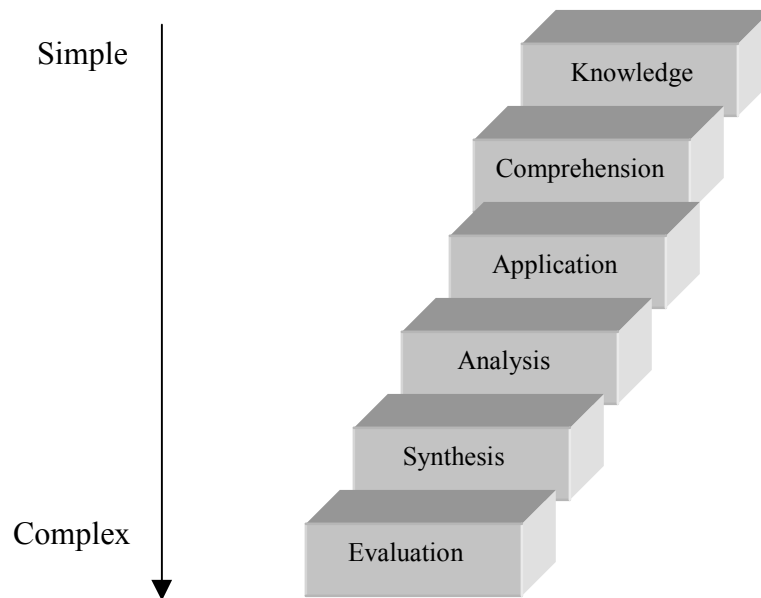 Simple
Knowledge
Comprehension
Application
Analysis
Synthesis
Complex
Evaluation